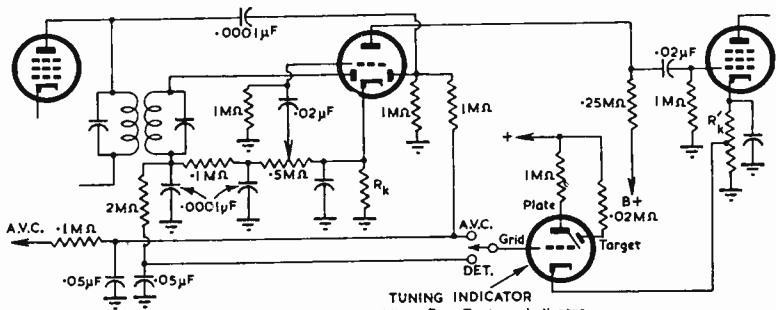 .0001µF
.02µF
1MΩ
.02µF
1MΩ
1MΩ
.25MΩ
1MΩ
R'k
.1MΩ
.5MΩ
Rk
+
1MΩ
B+
.0001µF
2MΩ
Plate
.02MΩ
A.V.C.
.1MΩ
A.V.C.
Grid
Target
DET.
.05µF
.05µF
TUNING INDICATOR